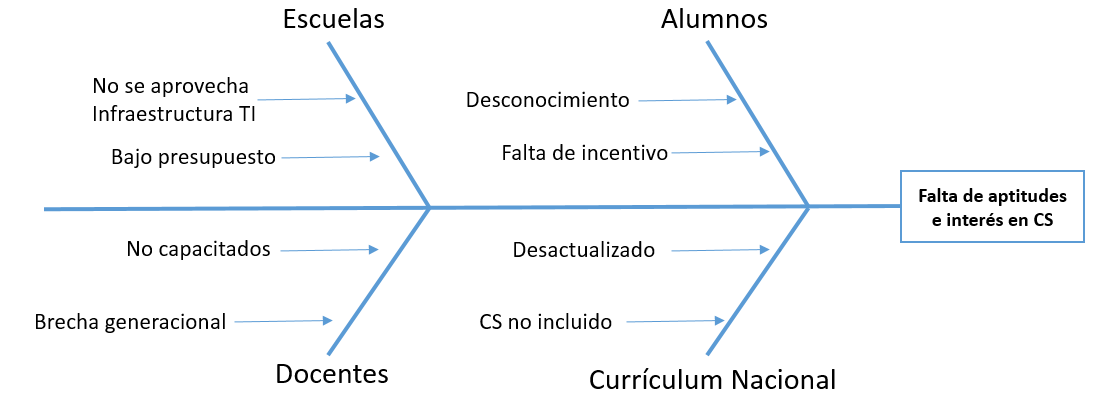 Escuelas
Alumnos
No se aprovecha
Infraestructura TI
Desconocimiento
Bajo presupuesto
Falta de incentivo
Falta de aptitudes
e interés en CS
No capacitados
Desactualizado
Brecha generacional
CS no incluido
Docentes
Currículum Nacional